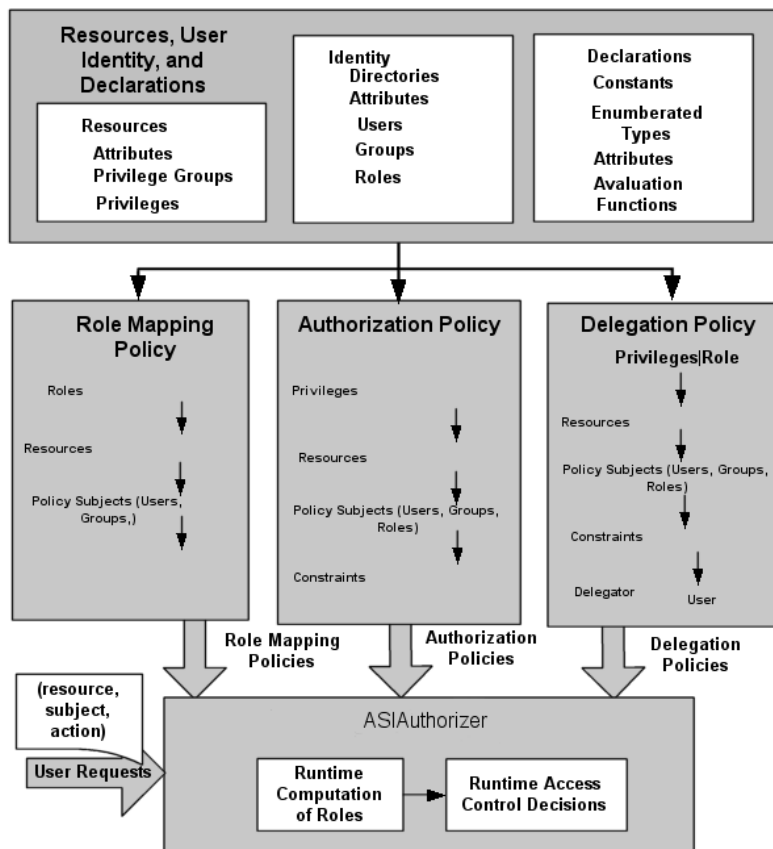 Resources, User
Identity, and
Declarations
Resources
Attributes
Privilege Groups
Privileges
Identity
Directories
Attributes
Users
Groups
Roles
Declarations
Constants
Enumberated
Types
Attributes
Avaluation
Functions
Role Mapping
Policy
Roles
Resources
Policy Subjects (Users,
Groups,)
Authorization Policy
Privileges
Resources
Policy Subjects (Users, Groups,
Roles)
Constraints
Delegation Policy
Privileges|Role
Resources
Policy Subjects (Users, Groups,
Roles)
Constraints
Delegator
User
Role Mapping
Policies
Authorization
Policies
Delegation
Policies
(resource,
subject,
action)
User Requests
ASIAuthorizer
Runtime
Computation
of Roles
Runtime Access
Control Decisions